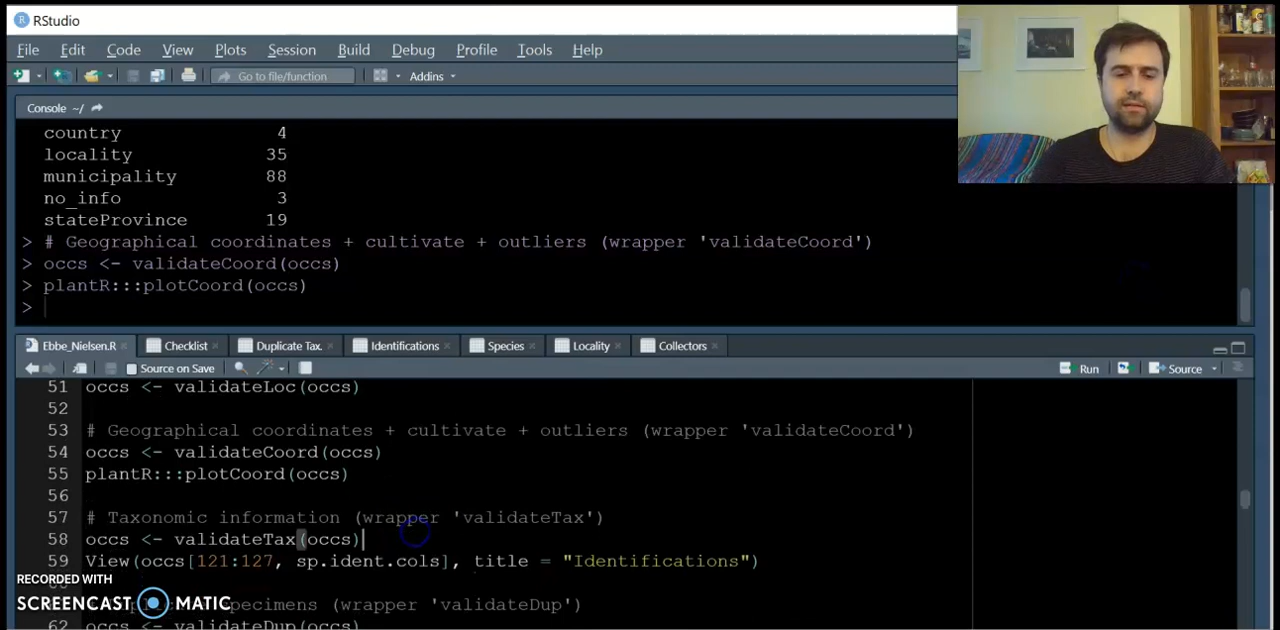 RStudio
File Edit Code View Plots Session Build Debug Profile Tools Help
Go to file/function Addins
Console ~/
country 4
locality 35
municipality 88
no_info 3
stateProvince 19
> # Geographical coordinates + cultivate + outliers (wrapper 'validateCoord')
> occs <- validateCoord(occs)
> plantR:::plotCoord(occs)
>
Ebbe_Nielsen.R Checklist Duplicate Tax. Identifications Species Locality Collectors
Source on Save Run Source
51 occs <- validateLoc(occs)
52
53 # Geographical coordinates + cultivate + outliers (wrapper 'validateCoord')
54 occs <- validateCoord(occs)
55 plantR:::plotCoord(occs)
56
57 # Taxonomic information (wrapper 'validateTax')
58 occs <- validateTax(occs)
59 View(occs[121:127, sp.ident.cols], title = "Identifications")
RECORDED WITH
SCREENCAST MATIC
specimens (wrapper 'validateDup')
62 occs <- validateDup(occs)